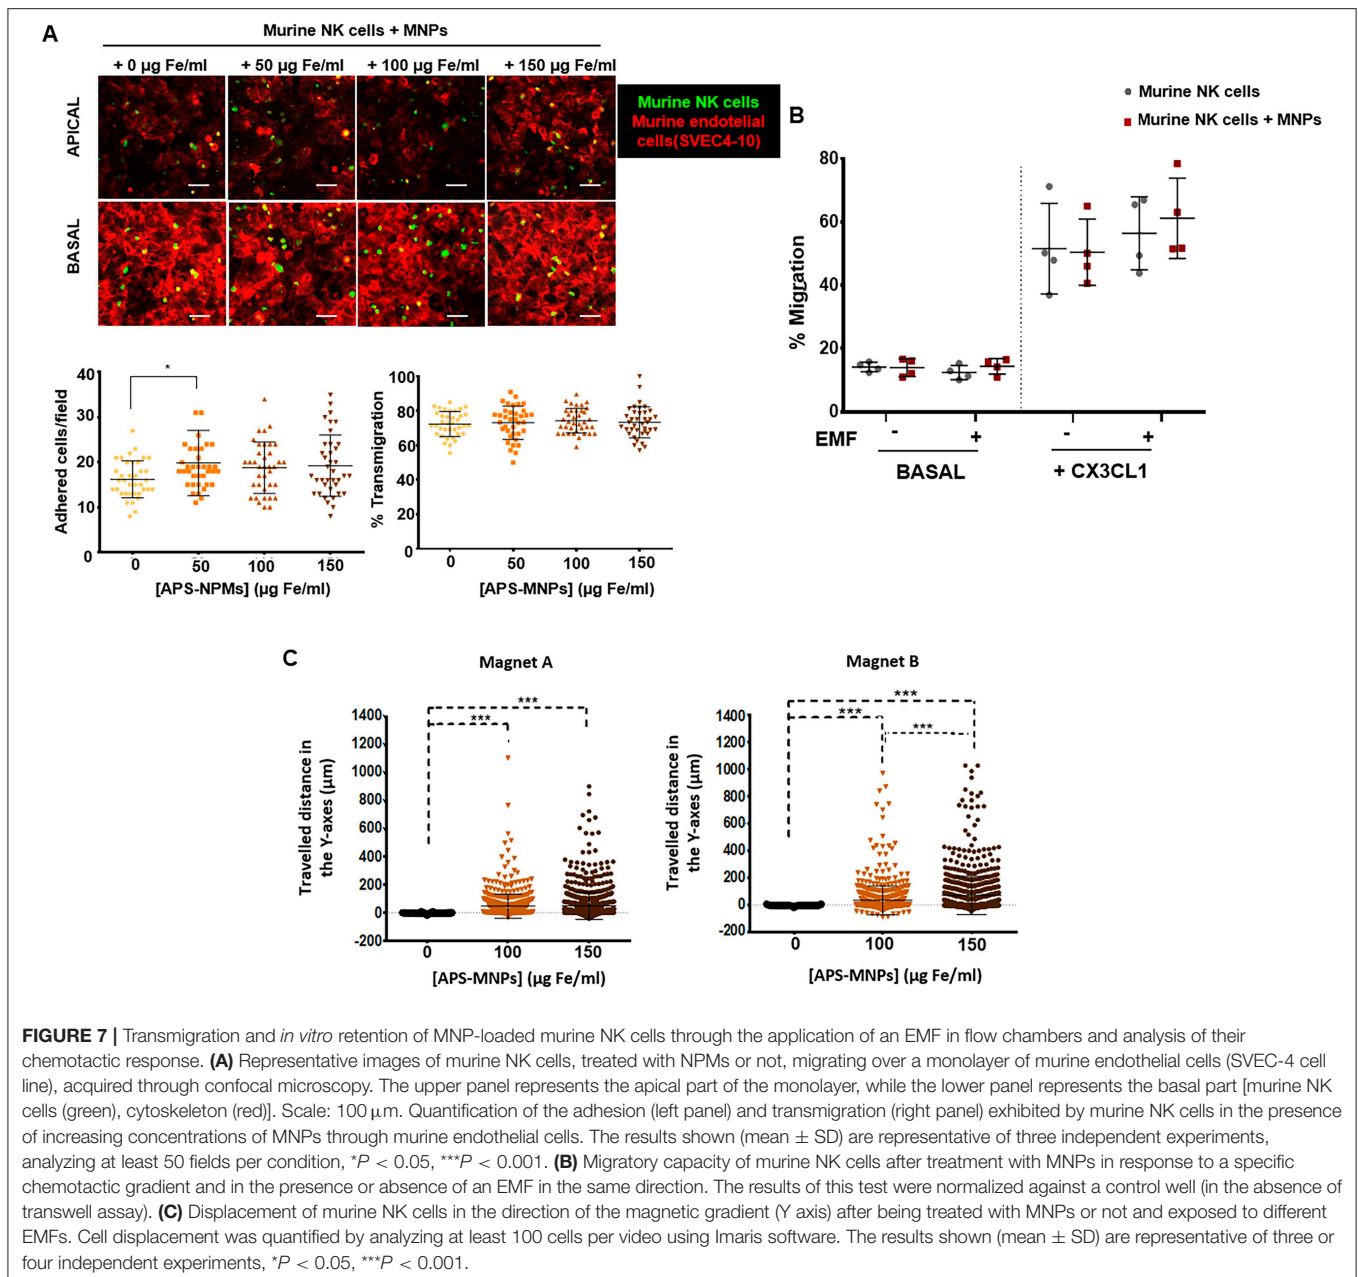 A
Murine NK cells + MNPs
+ 0 µg Fe/ml + 50 µg Fe/ml + 100 µg Fe/ml + 150 µg Fe/ml
APICAL
BASAL
Murine NK cells
Murine endotelial
cells(SVEC4-10)
Adhered cells/field
40
30
20
10
0
*
0 50 100 150
[APS-NPMs] (µg Fe/ml)
% Transmigration
100
80
60
40
20
0
0 50 100 150
[APS-MNPs] (µg Fe/ml)
B
Murine NK cells
Murine NK cells + MNPs
% Migration
80
60
40
20
0
EMF - + - +
BASAL + CX3CL1
C
Magnet A
Travelled distance in
the Y-axes (µm)
1400
1200
1000
800
600
400
200
0
-200
***
***
0 100 150
[APS-MNPs] (µg Fe/ml)
Magnet B
Travelled distance in
the Y-axes (µm)
1400
1200
1000
800
600
400
200
0
-200
***
***
***
0 100 150
[APS-MNPs] (µg Fe/ml)
FIGURE 7 | Transmigration and in vitro retention of MNP-loaded murine NK cells through the application of an EMF in flow chambers and analysis of their
chemotactic response. (A) Representative images of murine NK cells, treated with NPMs or not, migrating over a monolayer of murine endothelial cells (SVEC-4 cell
line), acquired through confocal microscopy. The upper panel represents the apical part of the monolayer, while the lower panel represents the basal part [murine NK
cells (green), cytoskeleton (red)]. Scale: 100 µm. Quantification of the adhesion (left panel) and transmigration (right panel) exhibited by murine NK cells in the presence
of increasing concentrations of MNPs through murine endothelial cells. The results shown (mean ± SD) are representative of three independent experiments,
analyzing at least 50 fields per condition, *P < 0.05, ***P < 0.001. (B) Migratory capacity of murine NK cells after treatment with MNPs in response to a specific
chemotactic gradient and in the presence or absence of an EMF in the same direction. The results of this test were normalized against a control well (in the absence of
transwell assay). (C) Displacement of murine NK cells in the direction of the magnetic gradient (Y axis) after being treated with MNPs or not and exposed to different
EMFs. Cell displacement was quantified by analyzing at least 100 cells per video using Imaris software. The results shown (mean ± SD) are representative of three or
four independent experiments, *P < 0.05, ***P < 0.001.